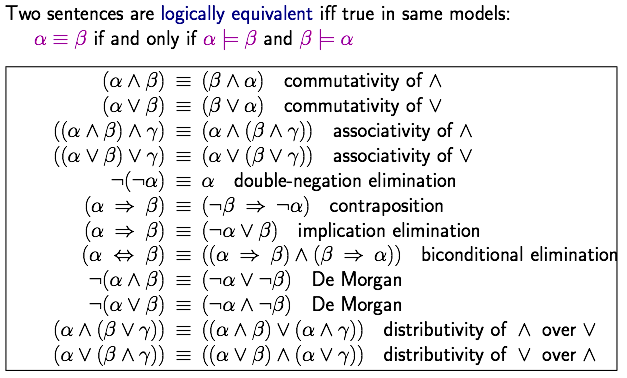 Two sentences are logically equivalent iff true in same models:
α ≡ β if and only if α ⊨ β and β ⊨ α
(α ∧ β) ≡ (β ∧ α) commutativity of ∧
(α ∨ β) ≡ (β ∨ α) commutativity of ∨
((α ∧ β) ∧ γ) ≡ (α ∧ (β ∧ γ)) associativity of ∧
((α ∨ β) ∨ γ) ≡ (α ∨ (β ∨ γ)) associativity of ∨
¬(¬α) ≡ α double-negation elimination
(α ⇒ β) ≡ (¬β ⇒ ¬α) contraposition
(α ⇒ β) ≡ (¬α ∨ β) implication elimination
(α ⇔ β) ≡ ((α ⇒ β) ∧ (β ⇒ α)) biconditional elimination
¬(α ∧ β) ≡ (¬α ∨ ¬β) De Morgan
¬(α ∨ β) ≡ (¬α ∧ ¬β) De Morgan
(α ∧ (β ∨ γ)) ≡ ((α ∧ β) ∨ (α ∧ γ)) distributivity of ∧ over ∨
(α ∨ (β ∧ γ)) ≡ ((α ∨ β) ∧ (α ∨ γ)) distributivity of ∨ over ∧